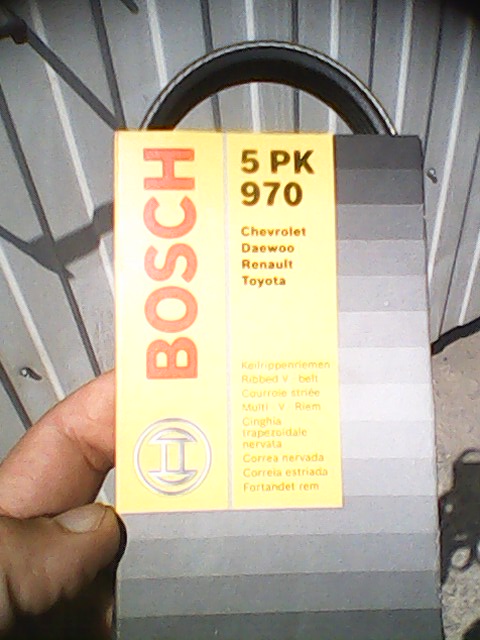 BOSCH
5 PK
970
Chevrolet
Daewoo
Renault
Toyota
Keilrippenriemen
Ribbed V - belt
Courroie striée
Multi - V - Riem
Cinghia
trapezoidale
nervata
Correa nervada
Correia estriada
Fortandet rem